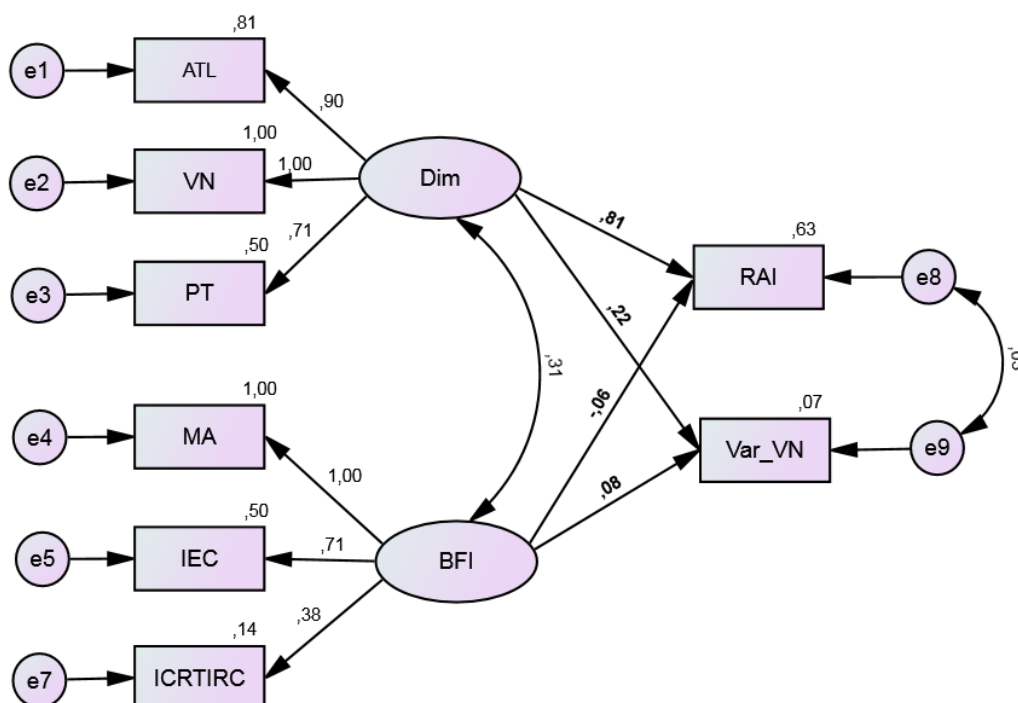 ,81
e1
ATL
,90
1,00
e2
VN
1,00
Dim
,50
e3
PT
,71
,81
,63
RAI
e8
,22
,31
-,06
1,00
e4
MA
1,00
,07
Var_VN
e9
,08
,50
e5
IEC
,71
BFI
,14
e7
ICRTIRC
,38